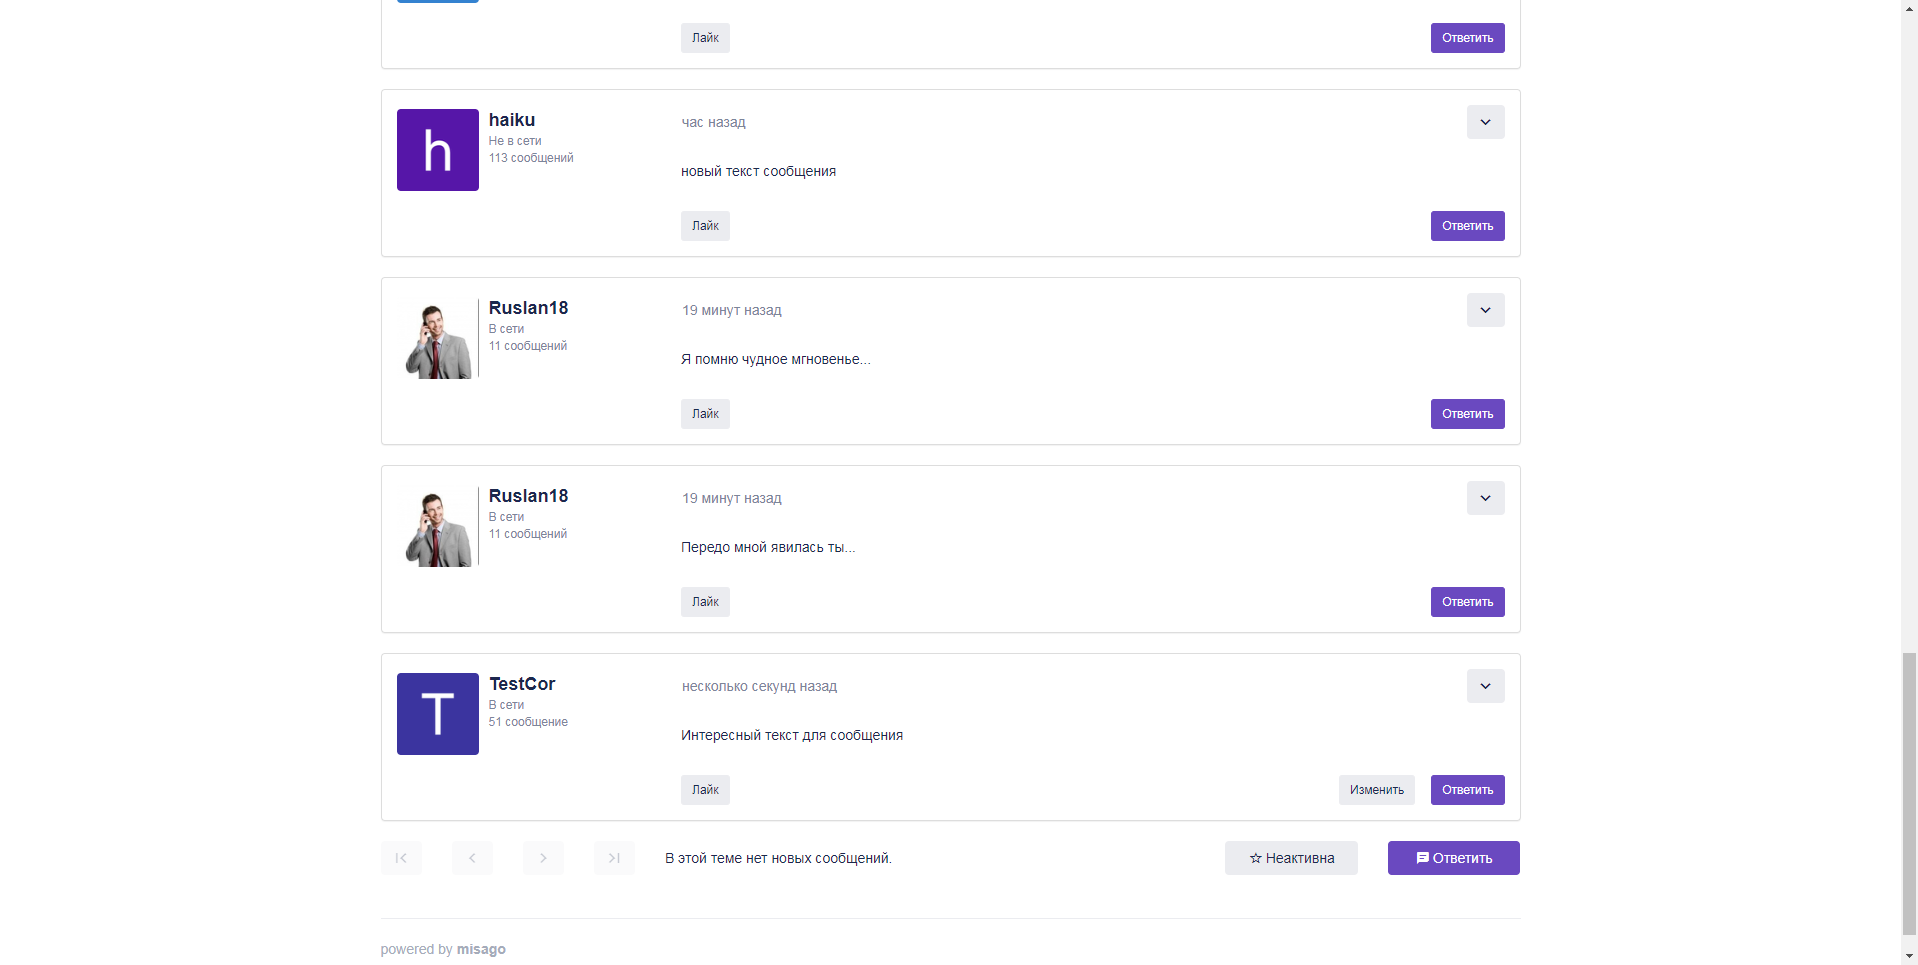 Лайк
Ответить
h
haiku
Не в сети
113 сообщений
час назад
новый текст сообщения
Лайк
Ответить
Ruslan18
В сети
11 сообщений
19 минут назад
Я помню чудное мгновенье...
Лайк
Ответить
Ruslan18
В сети
11 сообщений
19 минут назад
Передо мной явилась ты...
Лайк
Ответить
T
TestCor
В сети
51 сообщение
несколько секунд назад
Интересный текст для сообщения
Лайк
Изменить
Ответить
В этой теме нет новых сообщений.
Неактивна
Ответить
powered by misago